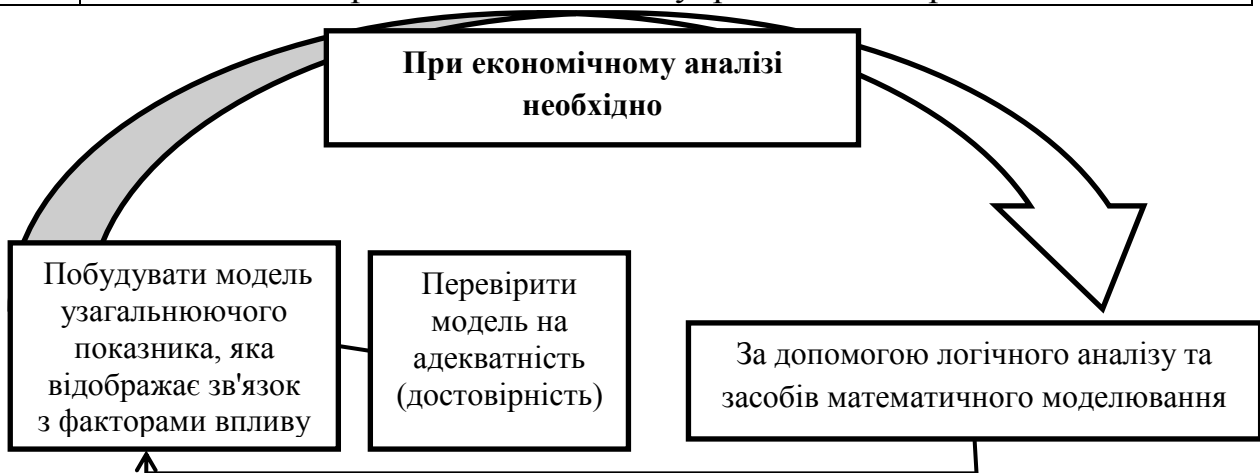 При економічному аналізі
необхідно
Побудувати модель
узагальнюючого
показника, яка
відображає зв'язок
з факторами впливу
Перевірити
модель на
адекватність
(достовірність)
За допомогою логічного аналізу та
засобів математичного моделювання